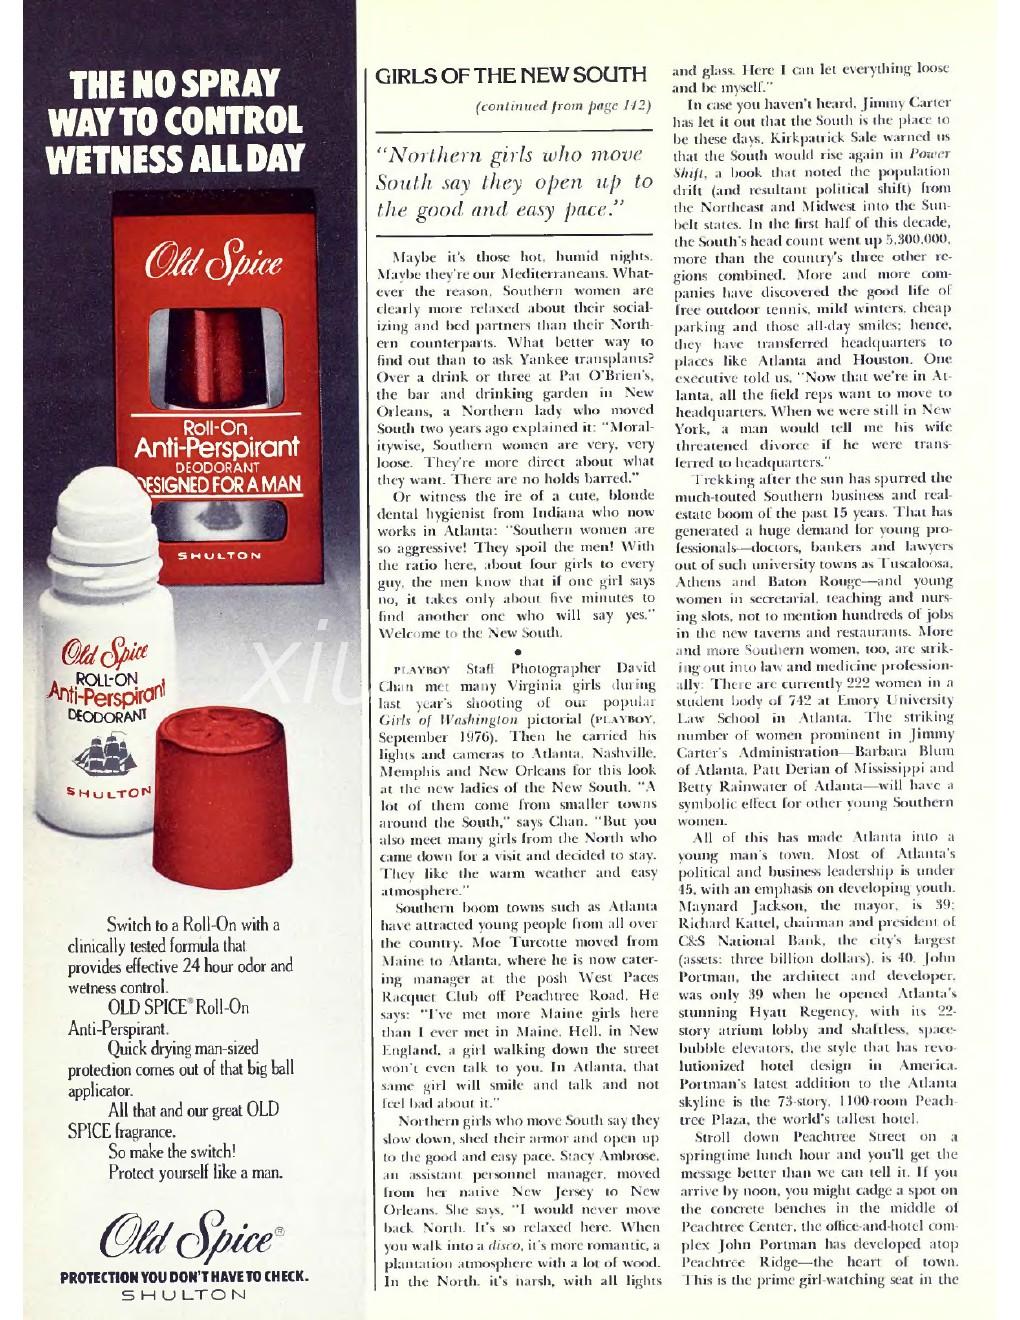 THE NO SPRAY
WAY TO CONTROL
WETNESS ALL DAY
Old Spice
Roll-On
Anti-Perspirant
DEODORANT
DESIGNED FOR A MAN
SHULTON
Old Spice
ROLL-ON
Anti-Perspirant
DEODORANT
SHULTON
Switch to a Roll-On with a
clinically tested formula that
provides effective 24 hour odor and
wetness control.
OLD SPICE® Roll-On
Anti-Perspirant.
Quick drying man-sized
protection comes out of that big ball
applicator.
All that and our great OLD
SPICE fragrance.
So make the switch!
Protect yourself like a man.
Old Spice®
PROTECTION YOU DON'T HAVE TO CHECK.
SHULTON
GIRLS OF THE NEW SOUTH
(continued from page 142)
"Northern girls who move
South say they open up to
the good and easy pace."
Maybe it's those hot, humid nights.
Maybe they're our Mediterraneans. What-
ever the reason, Southern women are
clearly more relaxed about their social-
izing and bed partners than their North-
ern counterparts. What better way to
find out than to ask Yankee transplants?
Over a drink or three at Pat O'Brien's,
the bar and drinking garden in New
Orleans, a Northern lady who moved
South two years ago explained it: "Moral-
itywise, Southern women are very, very
loose. They're more direct about what
they want. There are no holds barred."
Or witness the ire of a cute, blonde
dental hygienist from Indiana who now
works in Atlanta: "Southern women are
so aggressive! They spoil the men! With
the ratio here, about four girls to every
guy, the men know that if one girl says
no, it takes only about five minutes to
find another one who will say yes."
Welcome to the New South.
•
PLAYBOY Staff Photographer David
Chan met many Virginia girls during
last year's shooting of our popular
Girls of Washington pictorial (PLAYBOY,
September 1976). Then he carried his
lights and cameras to Atlanta, Nashville,
Memphis and New Orleans for this look
at the new ladies of the New South. "A
lot of them come from smaller towns
around the South," says Chan. "But you
also meet many girls from the North who
came down for a visit and decided to stay.
They like the warm weather and easy
atmosphere."
Southern boom towns such as Atlanta
have attracted young people from all over
the country. Moe Turcotte moved from
Maine to Atlanta, where he is now cater-
ing manager at the posh West Paces
Racquet Club off Peachtree Road. He
says: "I've met more Maine girls here
than I ever met in Maine. Hell, in New
England, a girl walking down the street
won't even talk to you. In Atlanta, that
same girl will smile and talk and not
feel bad about it."
Northern girls who move South say they
slow down, shed their armor and open up
to the good and easy pace. Stacy Ambrose,
an assistant personnel manager, moved
from her native New Jersey to New
Orleans. She says, "I would never move
back North. It's so relaxed here. When
you walk into a disco, it's more romantic, a
plantation atmosphere with a lot of wood.
In the North, it's harsh, with all lights
and glass. Here I can let everything loose
and be myself."
In case you haven't heard, Jimmy Carter
has let it out that the South is the place to
be these days. Kirkpatrick Sale warned us
that the South would rise again in Power
Shift, a book that noted the population
drift (and resultant political shift) from
the Northeast and Midwest into the Sun-
belt states. In the first half of this decade,
the South's head count went up 5,300,000,
more than the country's three other re-
gions combined. More and more com-
panies have discovered the good life of
free outdoor tennis, mild winters, cheap
parking and those all-day smiles; hence,
they have transferred headquarters to
places like Atlanta and Houston. One
executive told us, "Now that we're in At-
lanta, all the field reps want to move to
headquarters. When we were still in New
York, a man would tell me his wife
threatened divorce if he were trans-
ferred to headquarters."
Trekking after the sun has spurred the
much-touted Southern business and real-
estate boom of the past 15 years. That has
generated a huge demand for young pro-
fessionals—doctors, bankers and lawyers
out of such university towns as Tuscaloosa,
Athens and Baton Rouge—and young
women in secretarial, teaching and nurs-
ing slots, not to mention hundreds of jobs
in the new taverns and restaurants. More
and more Southern women, too, are strik-
ing out into law and medicine profession-
ally: There are currently 222 women in a
student body of 742 at Emory University
Law School in Atlanta. The striking
number of women prominent in Jimmy
Carter's Administration—Barbara Blum
of Atlanta, Patt Derian of Mississippi and
Betty Rainwater of Atlanta—will have a
symbolic effect for other young Southern
women.
All of this has made Atlanta into a
young man's town. Most of Atlanta's
political and business leadership is under
45, with an emphasis on developing youth.
Maynard Jackson, the mayor, is 39;
Richard Kattel, chairman and president of
C&S National Bank, the city's largest
(assets: three billion dollars), is 40. John
Portman, the architect and developer,
was only 39 when he opened Atlanta's
stunning Hyatt Regency, with its 22-
story atrium lobby and shaftless, space-
bubble elevators, the style that has revo-
lutionized hotel design in America.
Portman's latest addition to the Atlanta
skyline is the 73-story, 1100-room Peach-
tree Plaza, the world's tallest hotel.
Stroll down Peachtree Street on a
springtime lunch hour and you'll get the
message better than we can tell it. If you
arrive by noon, you might cadge a spot on
the concrete benches in the middle of
Peachtree Center, the office-and-hotel com-
plex John Portman has developed atop
Peachtree Ridge—the heart of town.
This is the prime girl-watching seat in the